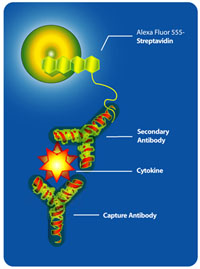 Alexa Fluor 555-
Streptavidin
Secondary
Antibody
Cytokine
Capture Antibody